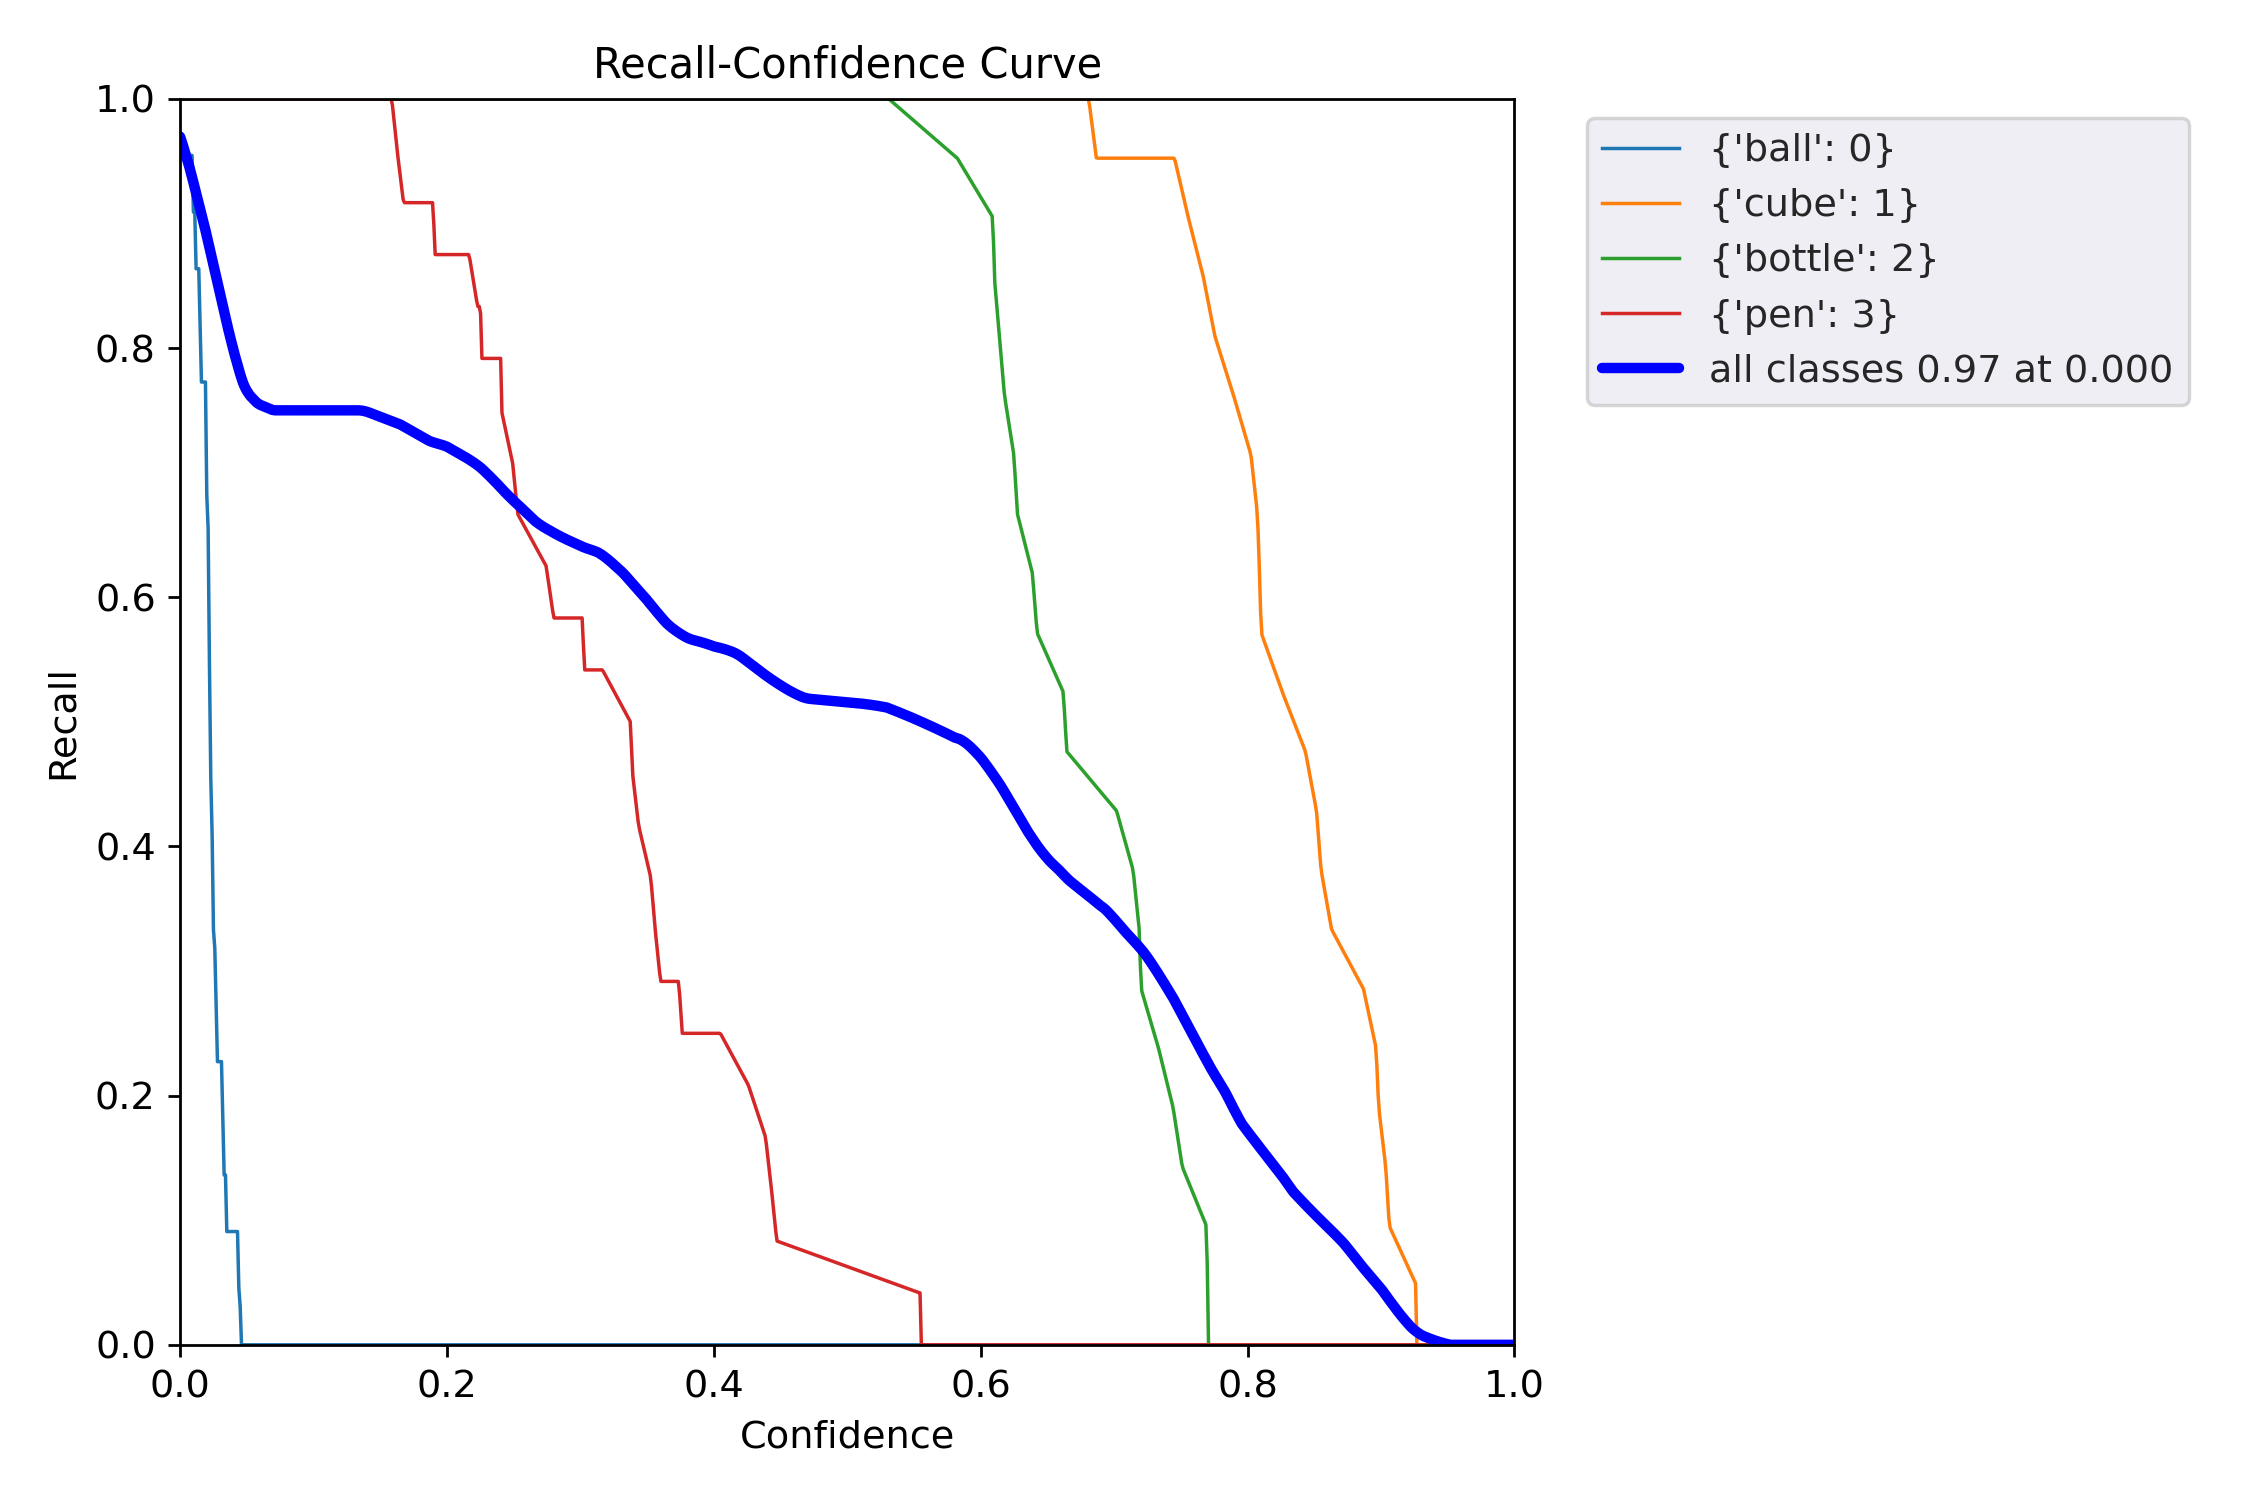 Recall-Confidence Curve
1.0
0.8
0.6
0.4
0.2
0.0
Recall
0.0 0.2 0.4 0.6 0.8 1.0
Confidence
{'ball': 0}
{'cube': 1}
{'bottle': 2}
{'pen': 3}
all classes 0.97 at 0.000